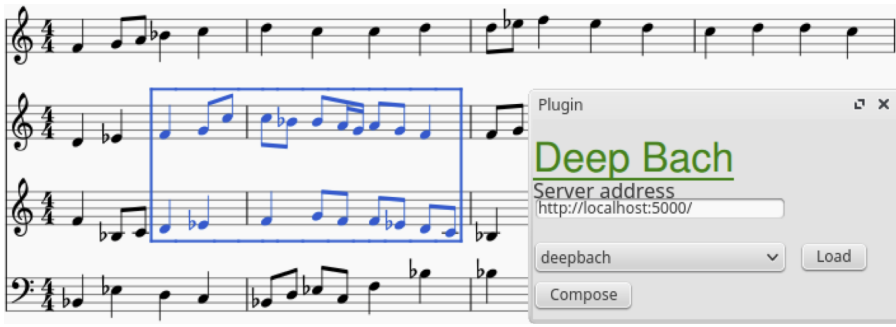 Plugin
Deep Bach
Server address
http://localhost:5000/
deepbach
Load
Compose